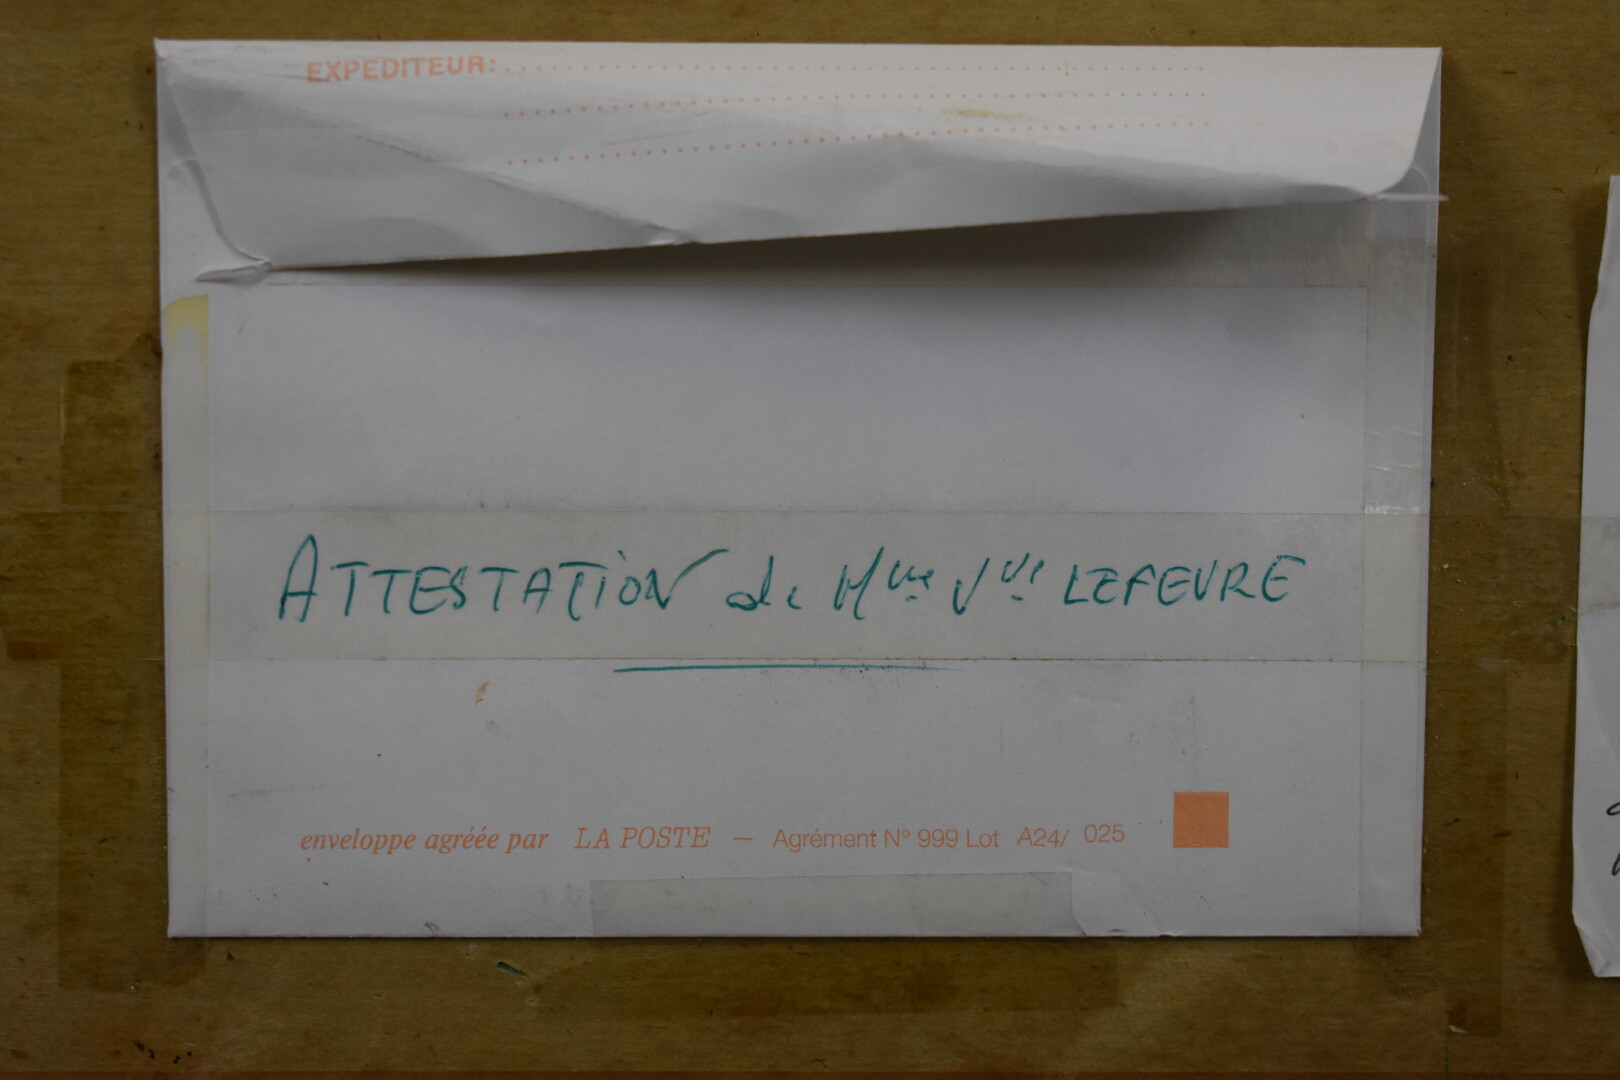 EXPEDITEUR:
ATTESTATION de Mme Vve LEFEVRE
enveloppe agréée par LA POSTE — Agrément N° 999 Lot A24/ 025